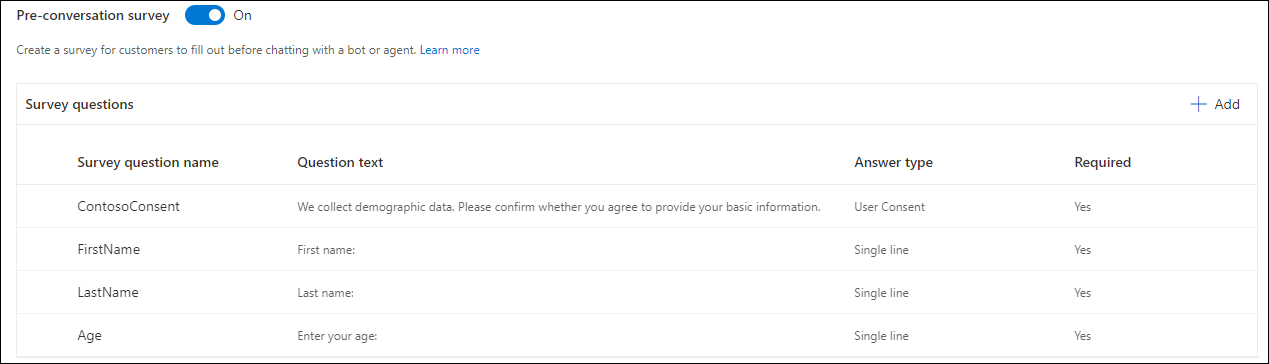 Pre-conversation survey On
Create a survey for customers to fill out before chatting with a bot or agent. Learn more
Survey questions Add
Survey question name Question text Answer type Required
ContosoConsent We collect demographic data. Please confirm whether you agree to provide your basic information. User Consent Yes
FirstName First name: Single line Yes
LastName Last name: Single line Yes
Age Enter your age: Single line Yes